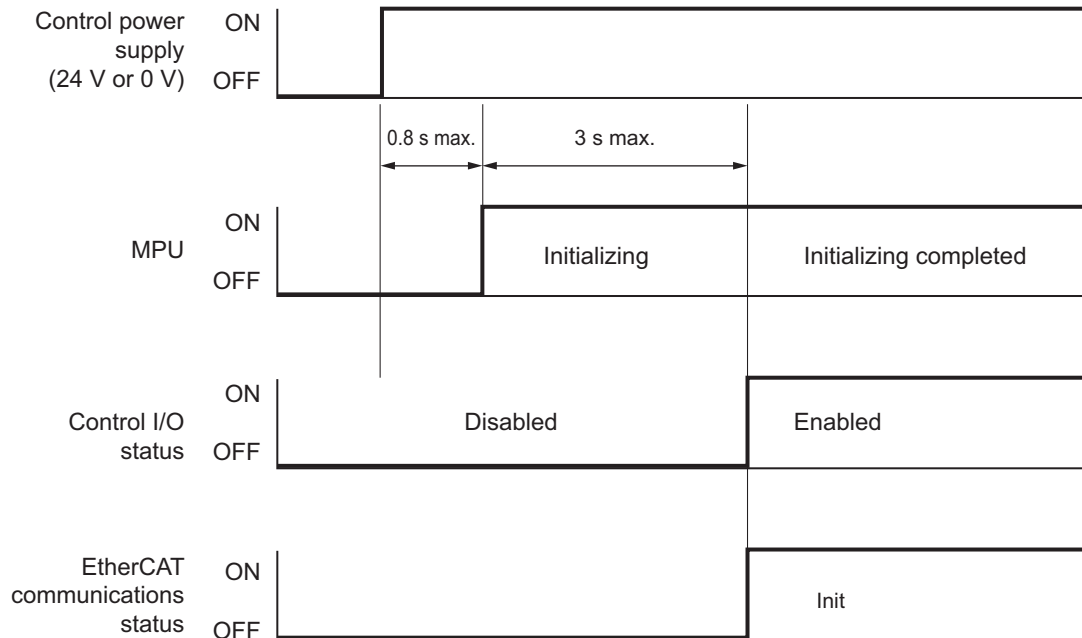 Control power
supply
(24 V or 0 V)
ON
OFF
0.8 s max.
3 s max.
MPU
ON
OFF
Initializing
Initializing completed
Control I/O
status
ON
OFF
Disabled
Enabled
EtherCAT
communications
status
ON
OFF
Init